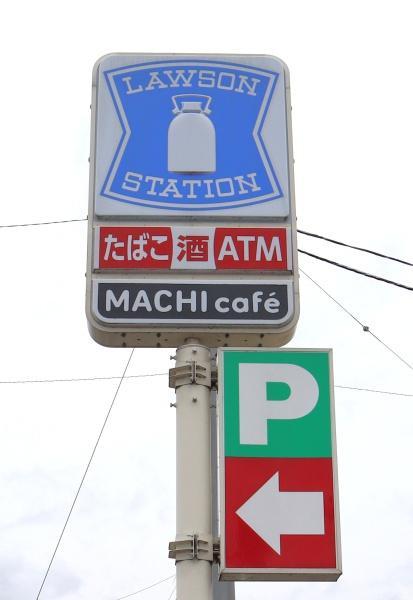 LAWSON
STATION
たばこ 酒 ATM
MACHI café
P